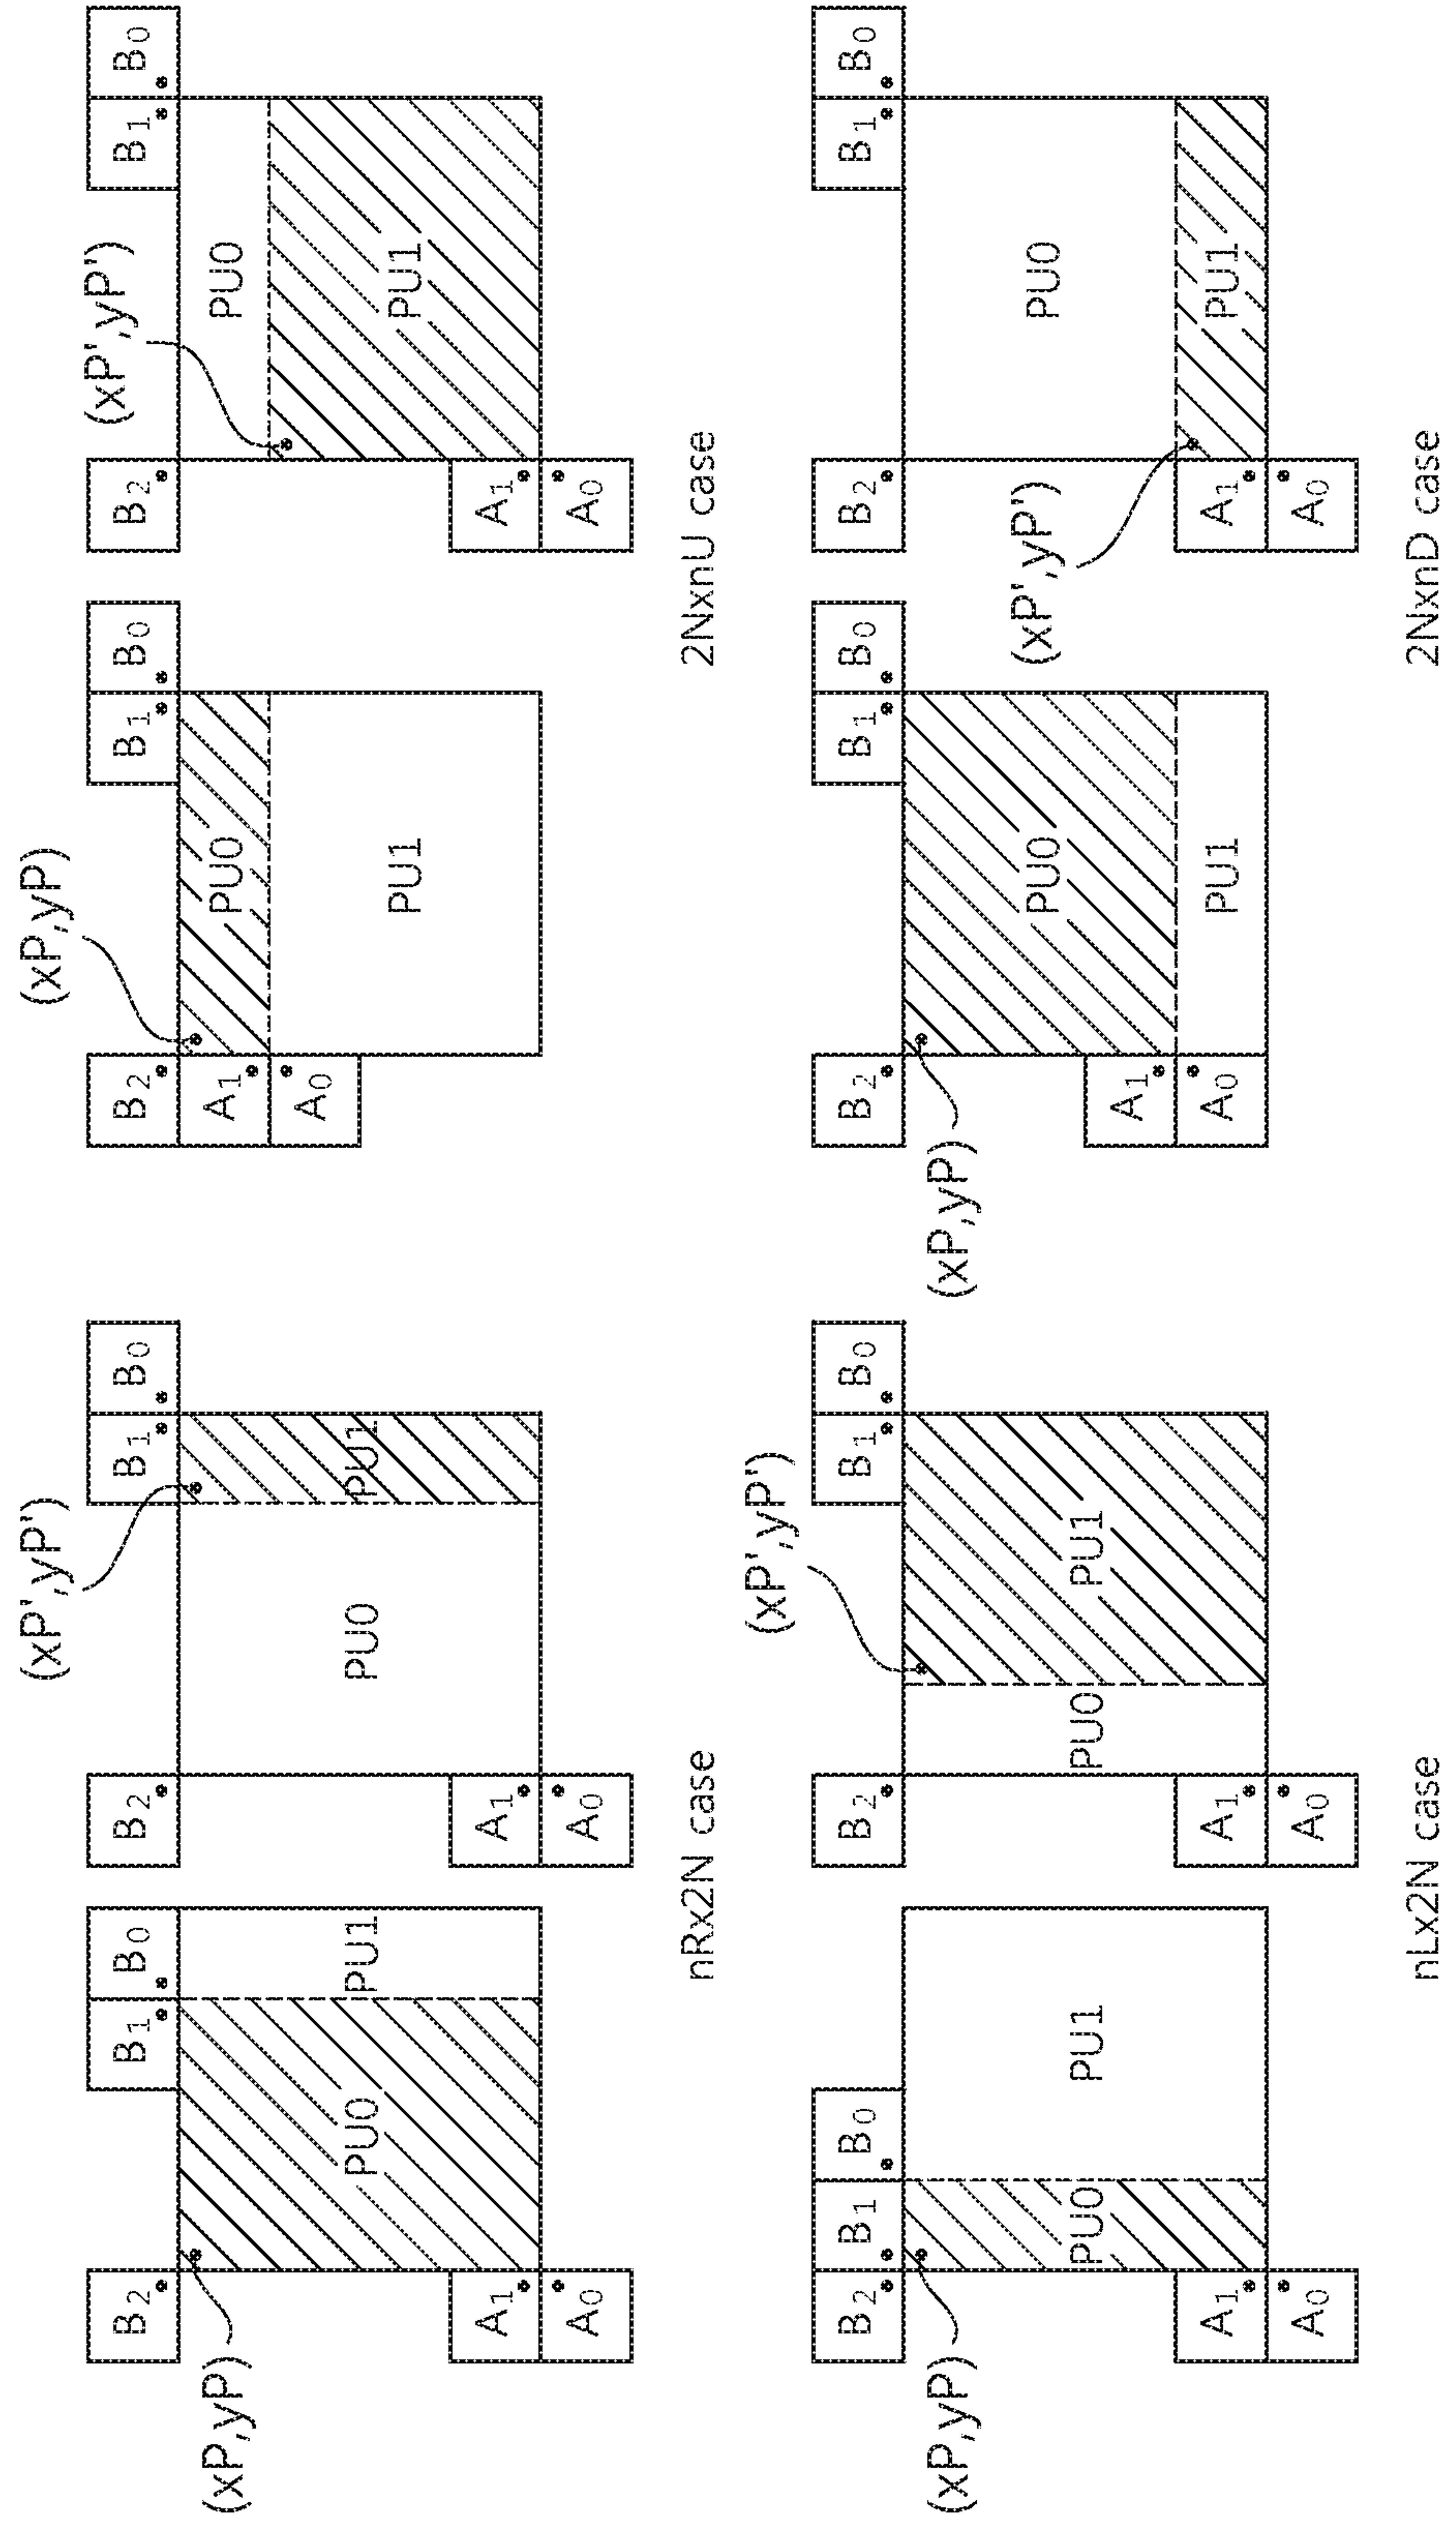 B2 B1 B0
(xP,yP)
PU0 PU1
A1
A0
(xP',yP')
B2 B1 B0
PU0 PU1
A1
A0
nRx2N case
(xP,yP)
B2 B1 B0
A1 PU0
A0
PU1
(xP',yP')
B2 B1 B0
PU0
PU1
A1
A0
2NxnU case
B2 B1 B0
(xP,yP)
PU0 PU1
A1
A0
(xP',yP')
B2 B1 B0
PU0 PU1
A1
A0
nLx2N case
B2 B1 B0
(xP,yP)
PU0
A1
A0 PU1
B2 B1 B0
PU0
(xP',yP')
A1 PU1
A0
2NxnD case